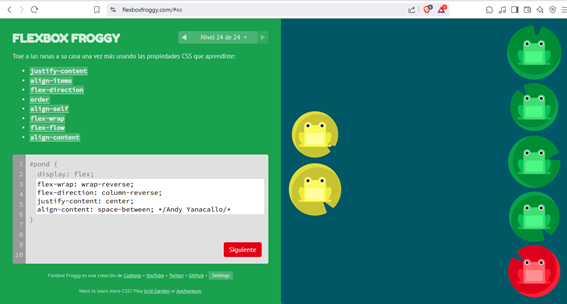 flexboxfroggy.com/#es
FLEXBOX FROGGY
Nivel 24 de 24
Trae a las ranas a su casa una vez más usando las propiedades CSS que aprendiste:
justify-content
align-items
flex-direction
order
align-self
flex-wrap
flex-flow
align-content
1 #pond {
2 display: flex;
3 flex-wrap: wrap-reverse;
4 flex-direction: column-reverse;
5 justify-content: center;
6 align-content: space-between; */Andy Yanacallo/*
7 }
8
9
10
Siguiente
Flexbox Froggy es una creación de Codepip • YouTube • Twitter • GitHub • Settings
Want to learn more CSS? Play Grid Garden or Anchoreum.